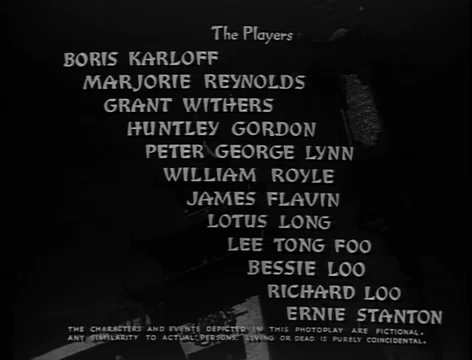 The Players
BORIS KARLOFF
MARJORIE REYNOLDS
GRANT WITHERS
HUNTLEY GORDON
PETER GEORGE LYNN
WILLIAM ROYLE
JAMES FLAVIN
LOTUS LONG
LEE TONG FOO
BESSIE LOO
RICHARD LOO
ERNIE STANTON
THE CHARACTERS AND EVENTS DEPICTED IN THIS PHOTOPLAY ARE FICTIONAL.
ANY SIMILARITY TO ACTUAL PERSONS, LIVING OR DEAD IS PURELY COINCIDENTAL.